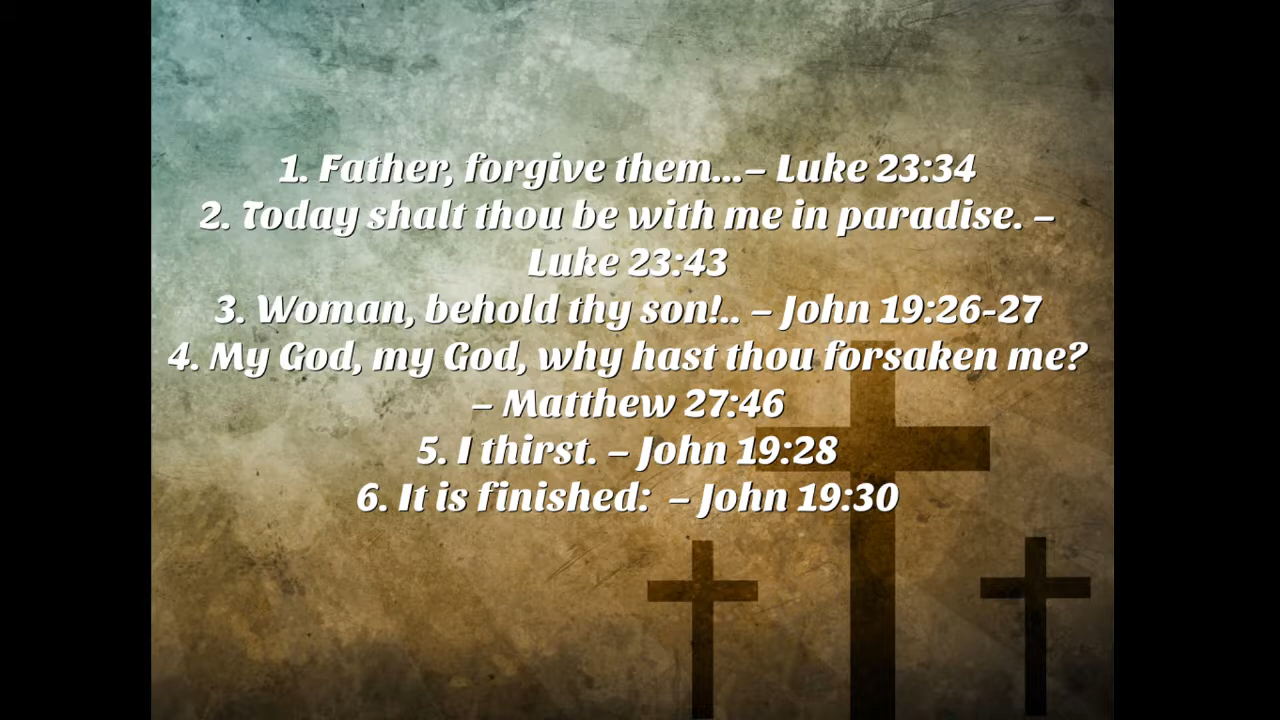 1. Father, forgive them...– Luke 23:34
2. Today shalt thou be with me in paradise. –
Luke 23:43
3. Woman, behold thy son!.. – John 19:26-27
4. My God, my God, why hast thou forsaken me?
– Matthew 27:46
5. I thirst. – John 19:28
6. It is finished:  – John 19:30